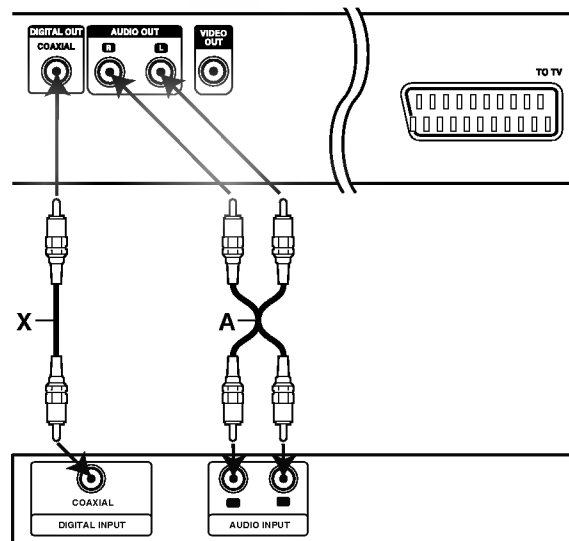 DIGITAL OUT
COAXIAL
AUDIO OUT
R
L
VIDEO
OUT
TO TV
X
A
COAXIAL
DIGITAL INPUT
AUDIO INPUT